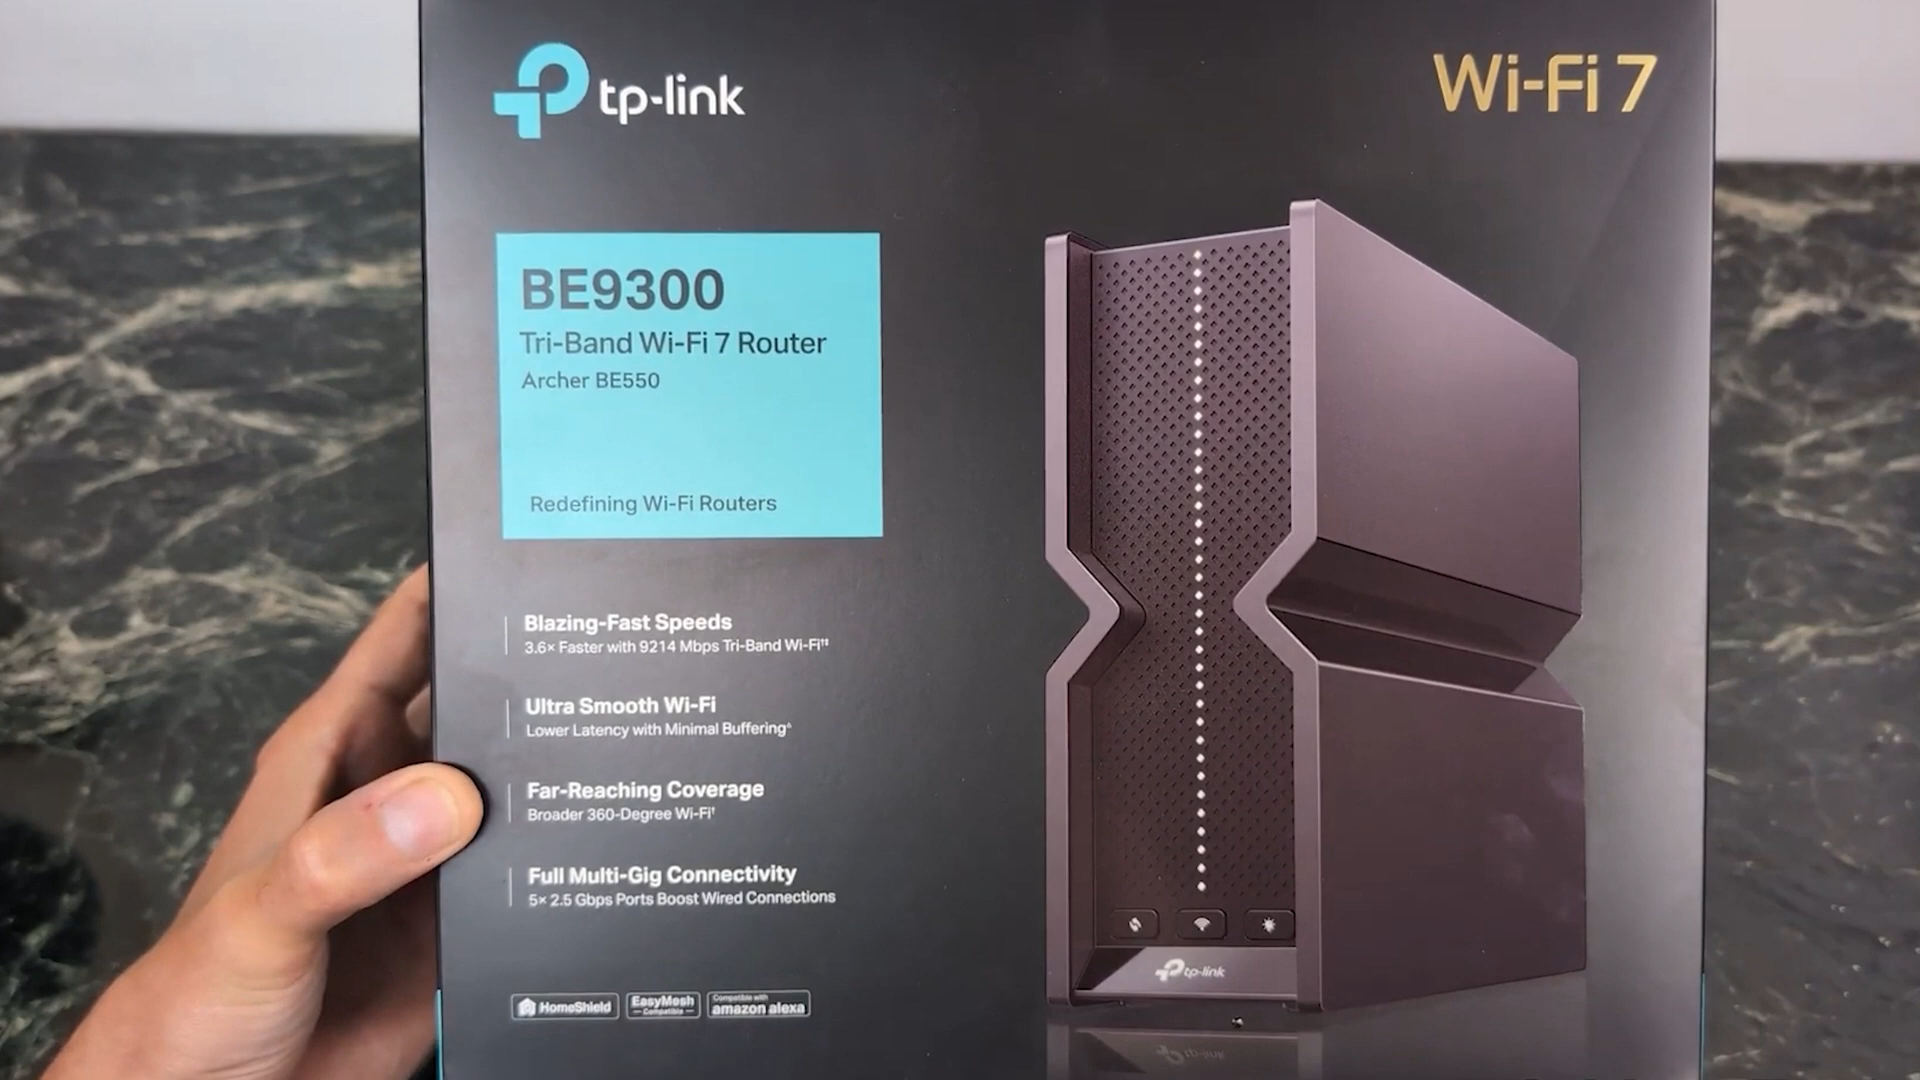 tp-link
Wi-Fi 7
BE9300
Tri-Band Wi-Fi 7 Router
Archer BE550
Redefining Wi-Fi Routers
Blazing-Fast Speeds
3.6× Faster with 9214 Mbps Tri-Band Wi-Fi†‡
Ultra Smooth Wi-Fi
Lower Latency with Minimal Buffering^
Far-Reaching Coverage
Broader 360-Degree Wi-Fi†
Full Multi-Gig Connectivity
5× 2.5 Gbps Ports Boost Wired Connections
HomeShield
EasyMesh
Compatible
Compatible with
amazon alexa
tp-link